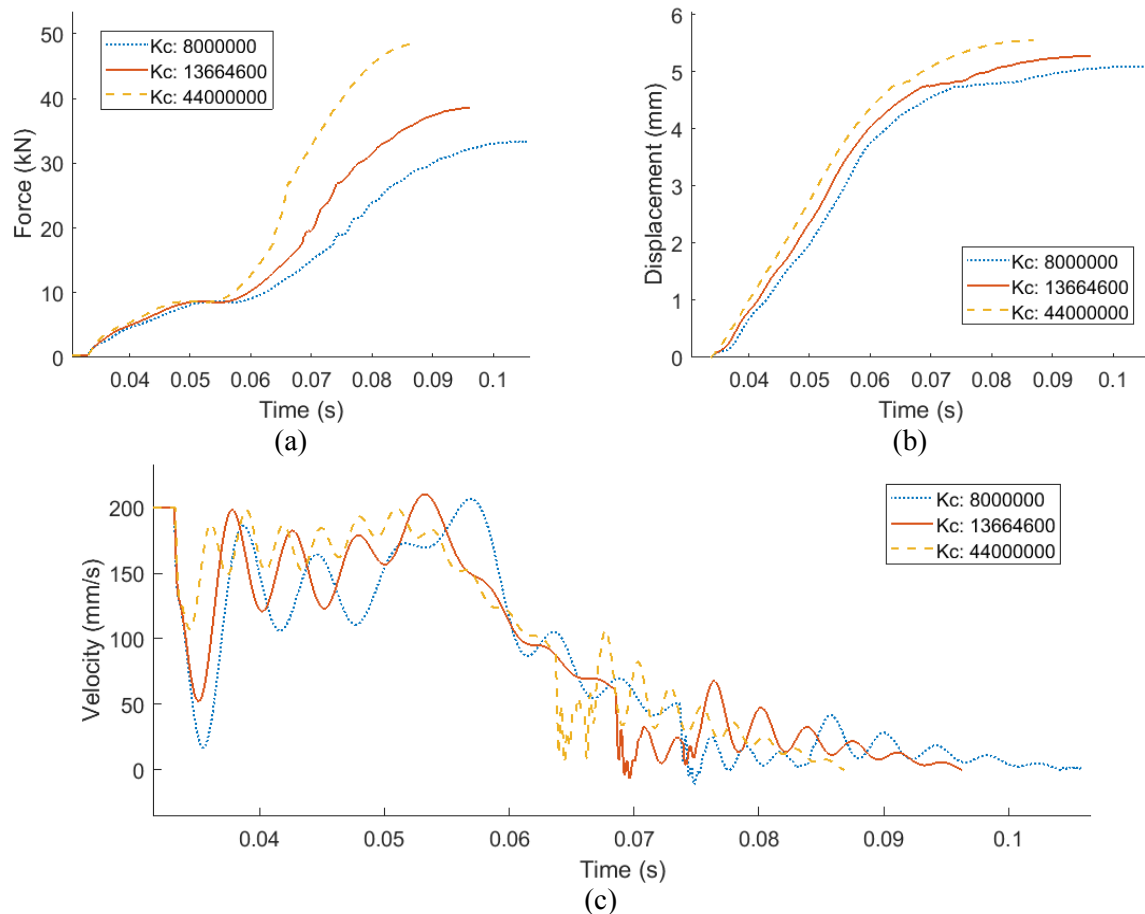 Force (kN)
50
40
30
20
10
0
Kc: 8000000
Kc: 13664600
Kc: 44000000
0.04 0.05 0.06 0.07 0.08 0.09 0.1
Time (s)
(a)
Displacement (mm)
6
5
4
3
2
1
0
Kc: 8000000
Kc: 13664600
Kc: 44000000
0.04 0.05 0.06 0.07 0.08 0.09 0.1
Time (s)
(b)
Velocity (mm/s)
200
150
100
50
0
Kc: 8000000
Kc: 13664600
Kc: 44000000
0.04 0.05 0.06 0.07 0.08 0.09 0.1
Time (s)
(c)